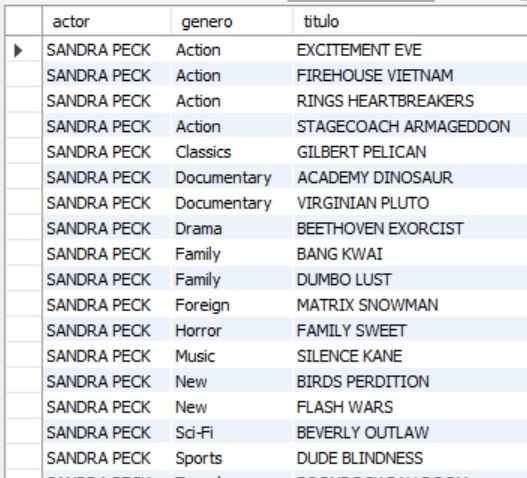 actor genero titulo
SANDRA PECK Action EXCITEMENT EVE
SANDRA PECK Action FIREHOUSE VIETNAM
SANDRA PECK Action RINGS HEARTBREAKERS
SANDRA PECK Action STAGECOACH ARMAGEDDON
SANDRA PECK Classics GILBERT PELICAN
SANDRA PECK Documentary ACADEMY DINOSAUR
SANDRA PECK Documentary VIRGINIAN PLUTO
SANDRA PECK Drama BEETHOVEN EXORCIST
SANDRA PECK Family BANG KWAI
SANDRA PECK Family DUMBO LUST
SANDRA PECK Foreign MATRIX SNOWMAN
SANDRA PECK Horror FAMILY SWEET
SANDRA PECK Music SILENCE KANE
SANDRA PECK New BIRDS PERDITION
SANDRA PECK New FLASH WARS
SANDRA PECK Sci-Fi BEVERLY OUTLAW
SANDRA PECK Sports DUDE BLINDNESS